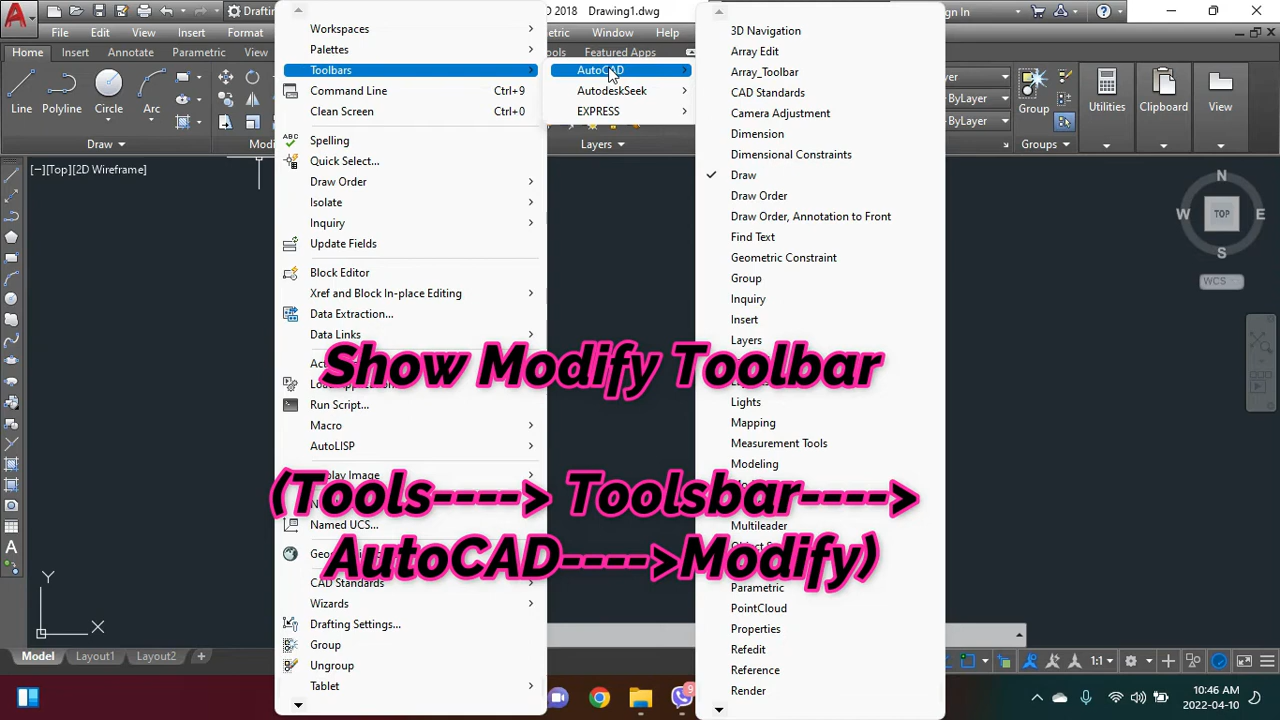 Drafting
2018 Drawing1.dwg
Sign In
File
Edit
Insert
Format
Window
Help
Home
Insert
Annotate
Parametric
Featured Apps
Line
Polyline
Circle
Arc
Draw
Layers
Group
Utilities
Clipboard
View
Groups
[−][Top][2D Wireframe]
Workspaces
Palettes
Toolbars
Command Line Ctrl+9
Clean Screen Ctrl+0
Spelling
Quick Select...
Draw Order
Isolate
Inquiry
Update Fields
Block Editor
Xref and Block In-place Editing
Data Extraction...
Data Links
Run Script...
Macro
AutoLISP
Named UCS...
CAD Standards
Wizards
Drafting Settings...
Group
Ungroup
Tablet
AutoCAD
AutodeskSeek
EXPRESS
3D Navigation
Array Edit
Array_Toolbar
CAD Standards
Camera Adjustment
Dimension
Dimensional Constraints
Draw
Draw Order
Draw Order, Annotation to Front
Find Text
Geometric Constraint
Group
Inquiry
Insert
Layers
Lights
Mapping
Measurement Tools
Modeling
Multileader
Parametric
PointCloud
Properties
Refedit
Reference
Render
Show Modify Toolbar
(Tools----> Toolsbar---->
AutoCAD---->Modify)
N
W TOP E
S
WCS
Y
X
Model
Layout1
Layout2
1:1
9
10:46 AM
2022-04-10